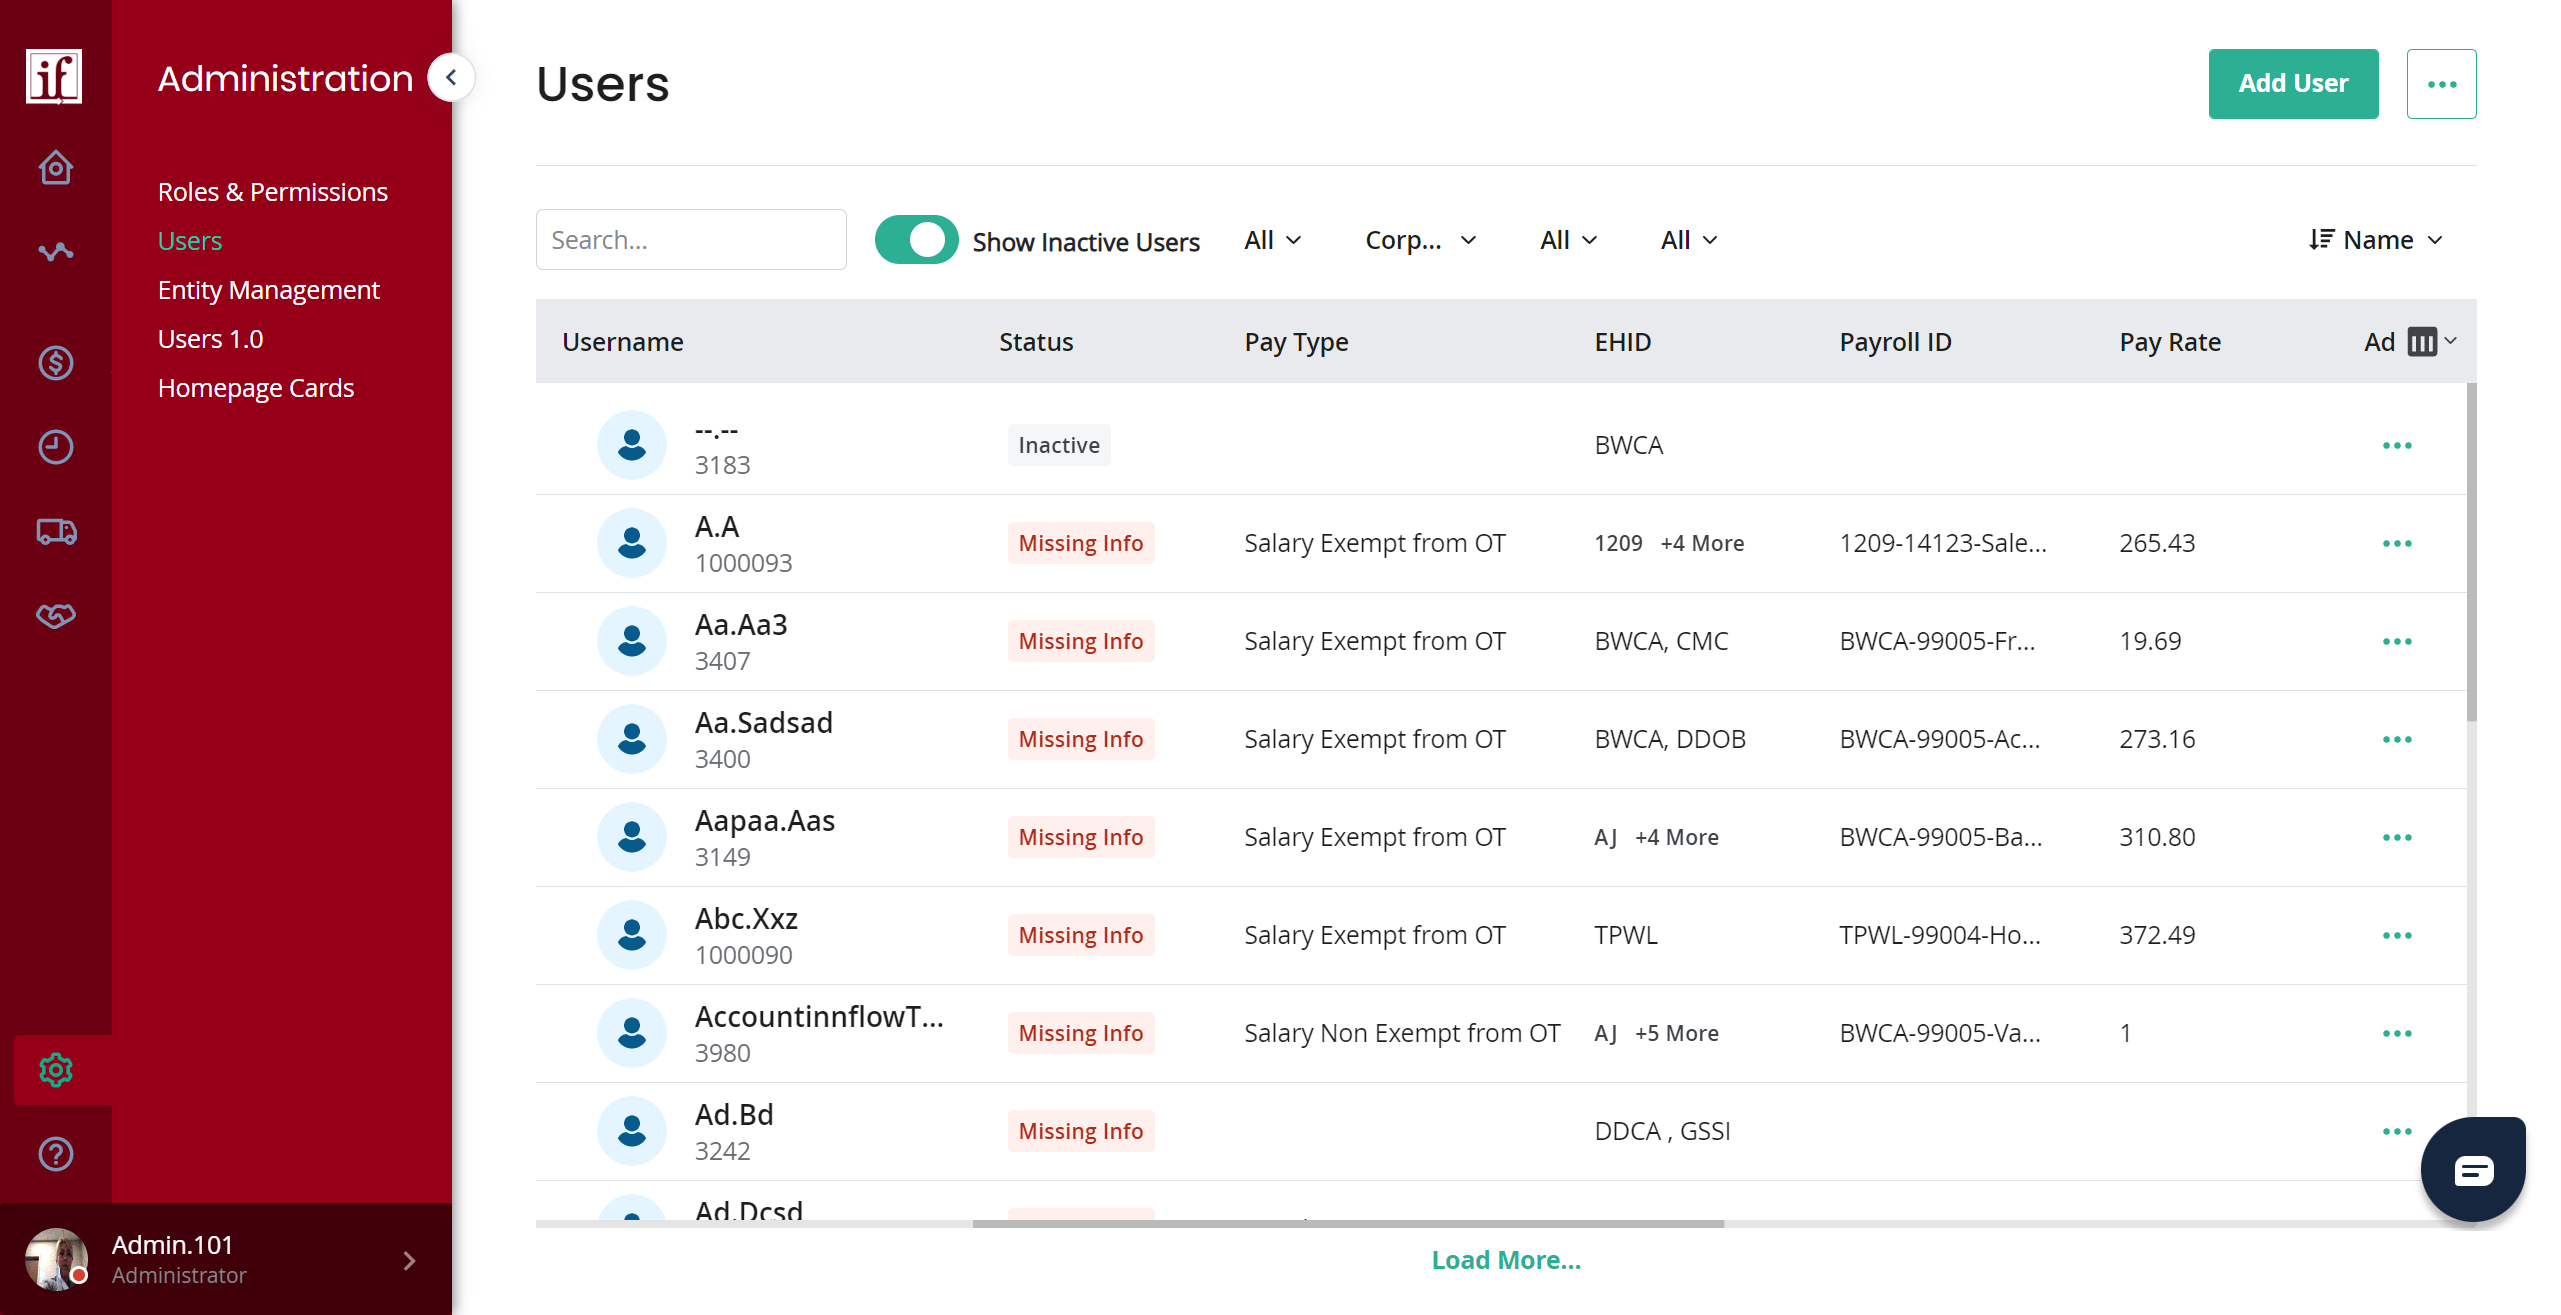 if
Administration
Roles & Permissions
Users
Entity Management
Users 1.0
Homepage Cards
Admin.101
Administrator
Users
Add User
Search...
Show Inactive Users
All
Corp...
All
All
Name
Username Status Pay Type EHID Payroll ID Pay Rate Ad
--.--
3183
Inactive
BWCA
A.A
1000093
Missing Info
Salary Exempt from OT
1209 +4 More
1209-14123-Sale...
265.43
Aa.Aa3
3407
Missing Info
Salary Exempt from OT
BWCA, CMC
BWCA-99005-Fr...
19.69
Aa.Sadsad
3400
Missing Info
Salary Exempt from OT
BWCA, DDOB
BWCA-99005-Ac...
273.16
Aapaa.Aas
3149
Missing Info
Salary Exempt from OT
AJ +4 More
BWCA-99005-Ba...
310.80
Abc.Xxz
1000090
Missing Info
Salary Exempt from OT
TPWL
TPWL-99004-Ho...
372.49
AccountinnflowT...
3980
Missing Info
Salary Non Exempt from OT
AJ +5 More
BWCA-99005-Va...
1
Ad.Bd
3242
Missing Info
DDCA , GSSI
Ad.Dcsd
Load More...